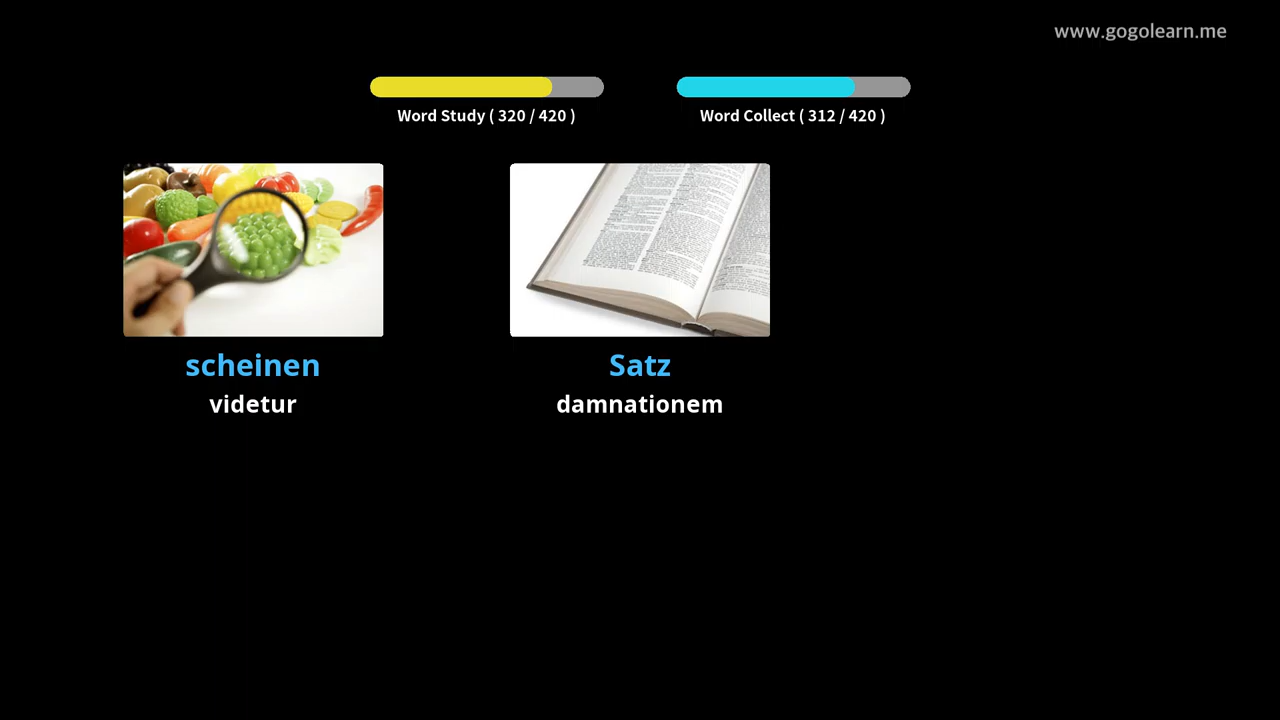 www.gogolearn.me
Word Study ( 320 / 420 )
Word Collect ( 312 / 420 )
scheinen
videtur
Satz
damnationem